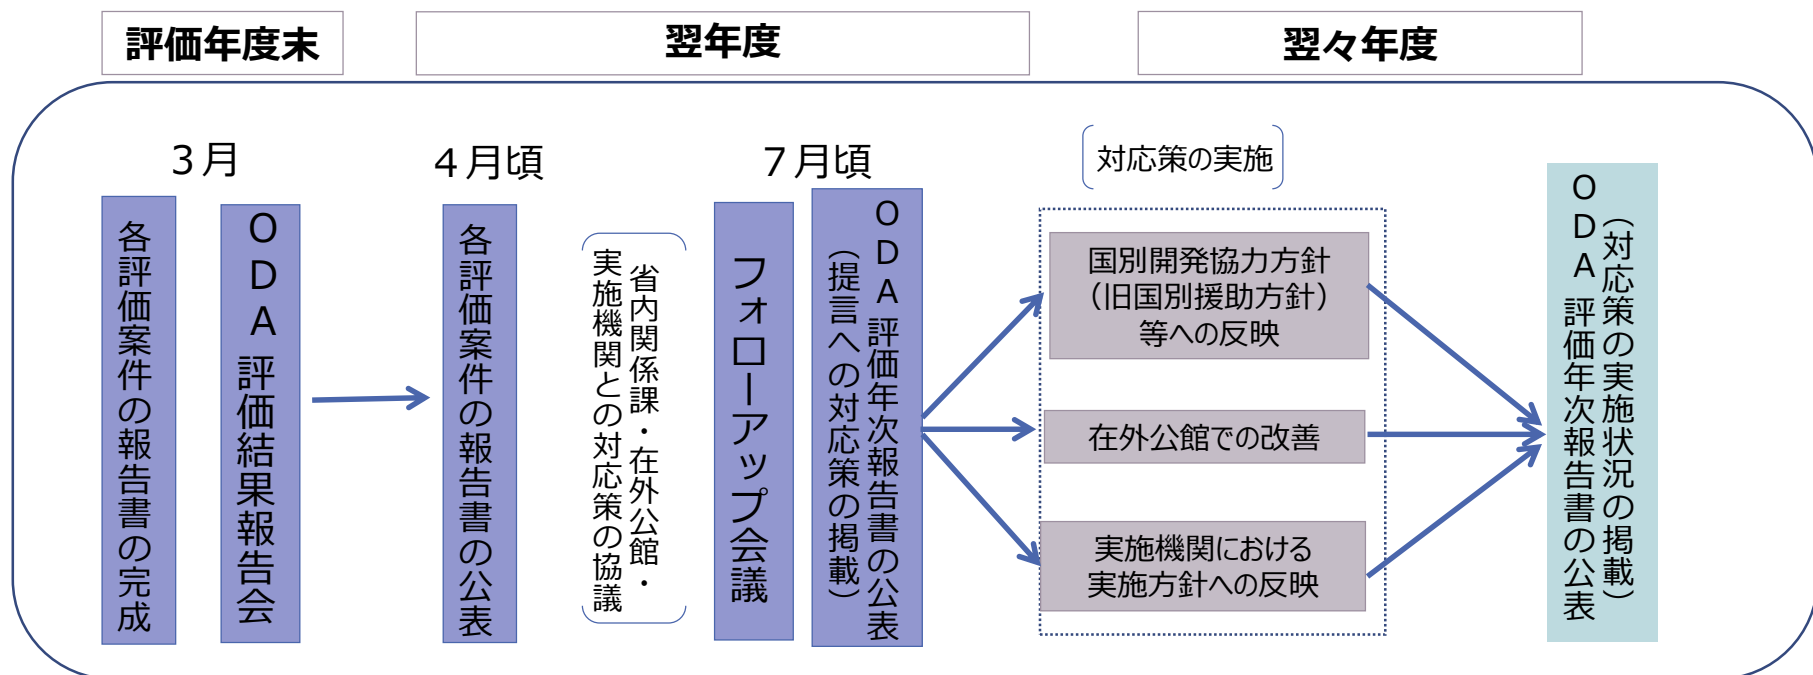 評価年度末
翌年度
翌々年度
３月
各評価案件の報告書の完成
ＯＤＡ評価結果報告会
４月頃
各評価案件の報告書の公表
省内関係課・在外公館・
実施機関との対応策の協議
７月頃
フォローアップ会議
ＯＤＡ評価年次報告書の公表
（提言への対応策の掲載）
対応策の実施
国別開発協力方針
（旧国別援助方針）
等への反映
在外公館での改善
実施機関における
実施方針への反映
（対応策の実施状況の掲載）
ＯＤＡ評価年次報告書の公表